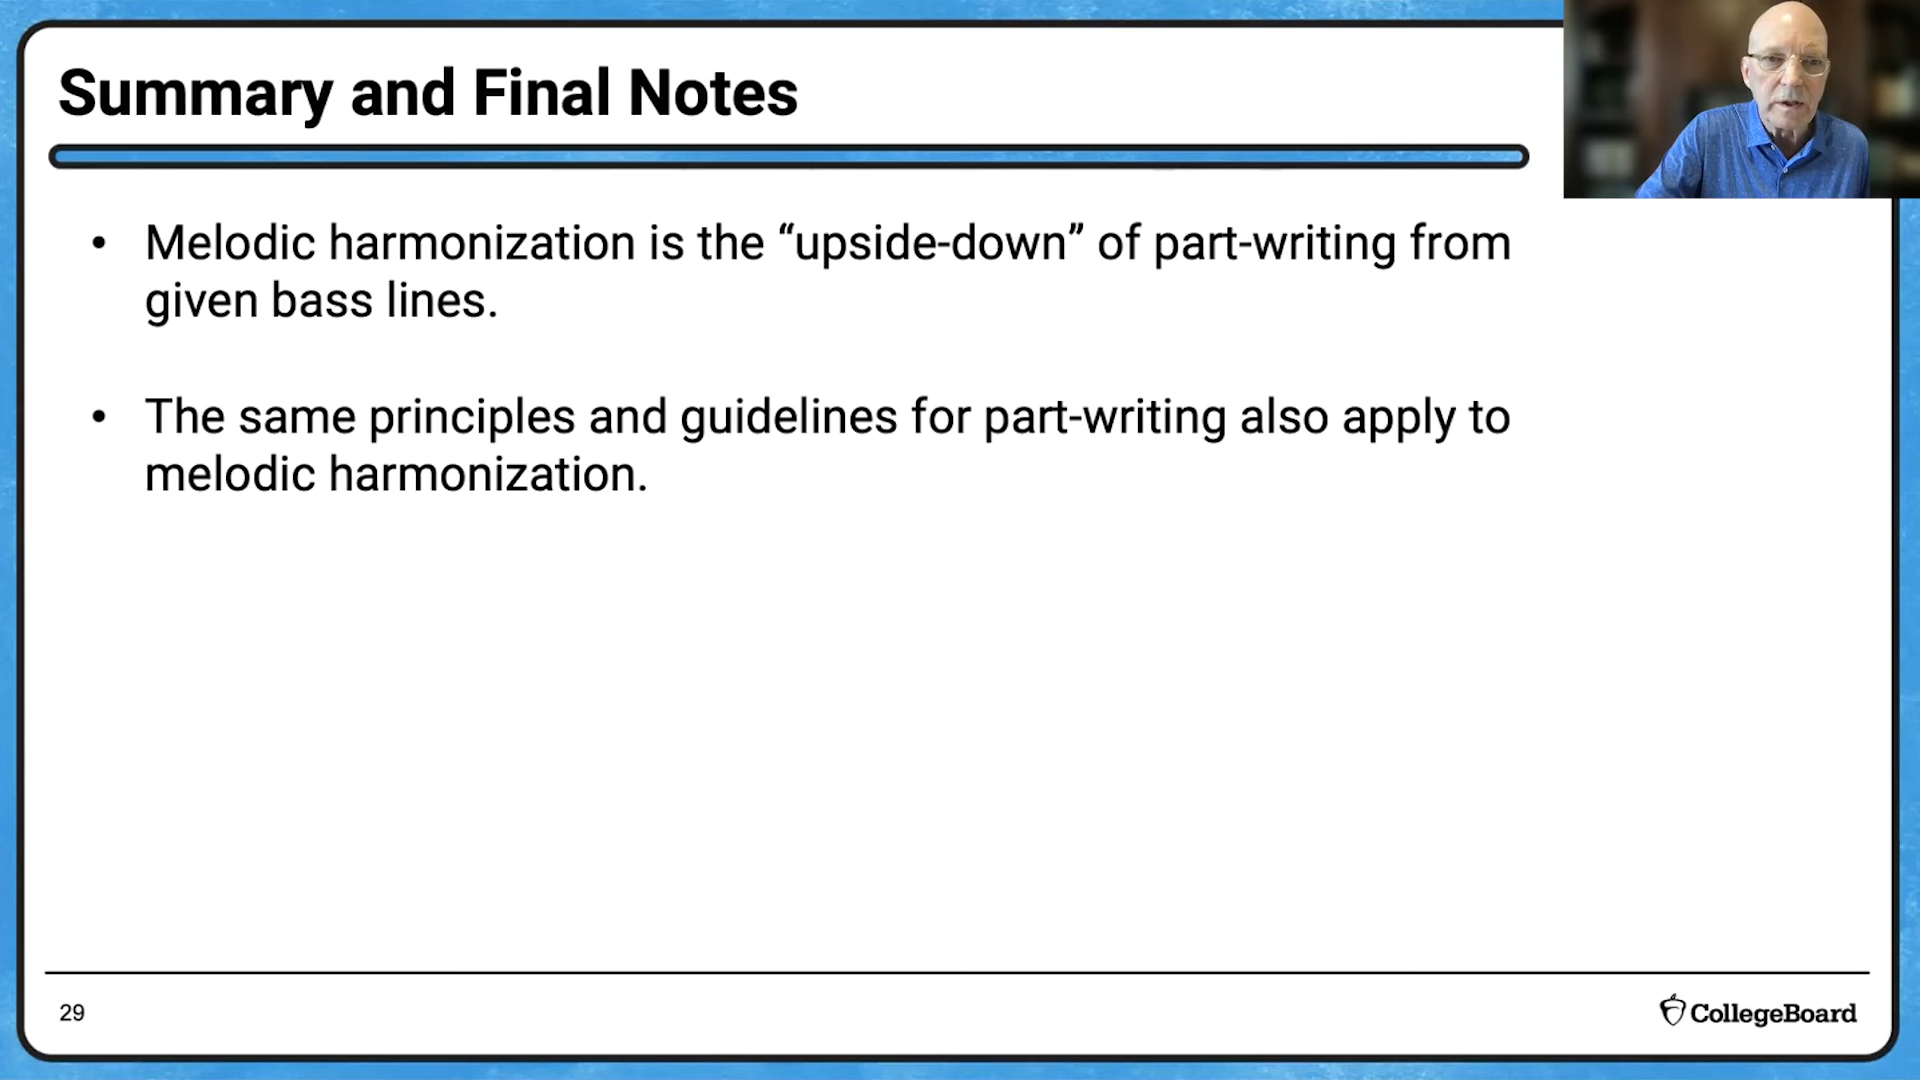 Summary and Final Notes
• Melodic harmonization is the “upside-down” of part-writing from
given bass lines.
• The same principles and guidelines for part-writing also apply to
melodic harmonization.
29
CollegeBoard